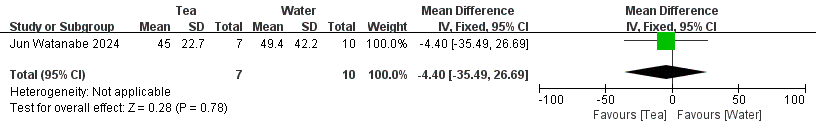 Tea Water Mean Difference Mean Difference
Study or Subgroup Mean SD Total Mean SD Total Weight IV, Fixed, 95% CI IV, Fixed, 95% CI
Jun Watanabe 2024 45 22.7 7 49.4 42.2 10 100.0% -4.40 [-35.49, 26.69]
Total (95% CI) 7 10 100.0% -4.40 [-35.49, 26.69]
Heterogeneity: Not applicable
Test for overall effect: Z = 0.28 (P = 0.78)
-100 -50 0 50 100
Favours [Tea] Favours [Water]